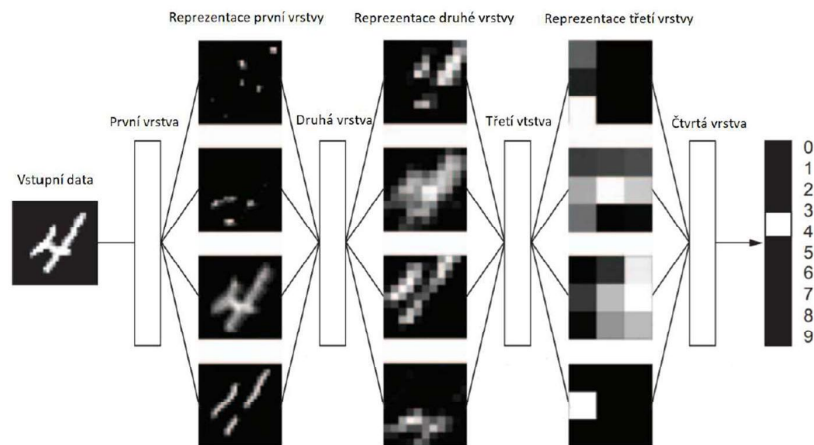 Reprezentace první vrstvy
Reprezentace druhé vrstvy
Reprezentace třetí vrstvy
První vrstva
Druhá vrstva
Třetí vtstva
Čtvrtá vrstva
Vstupní data
0
1
2
3
4
5
6
7
8
9